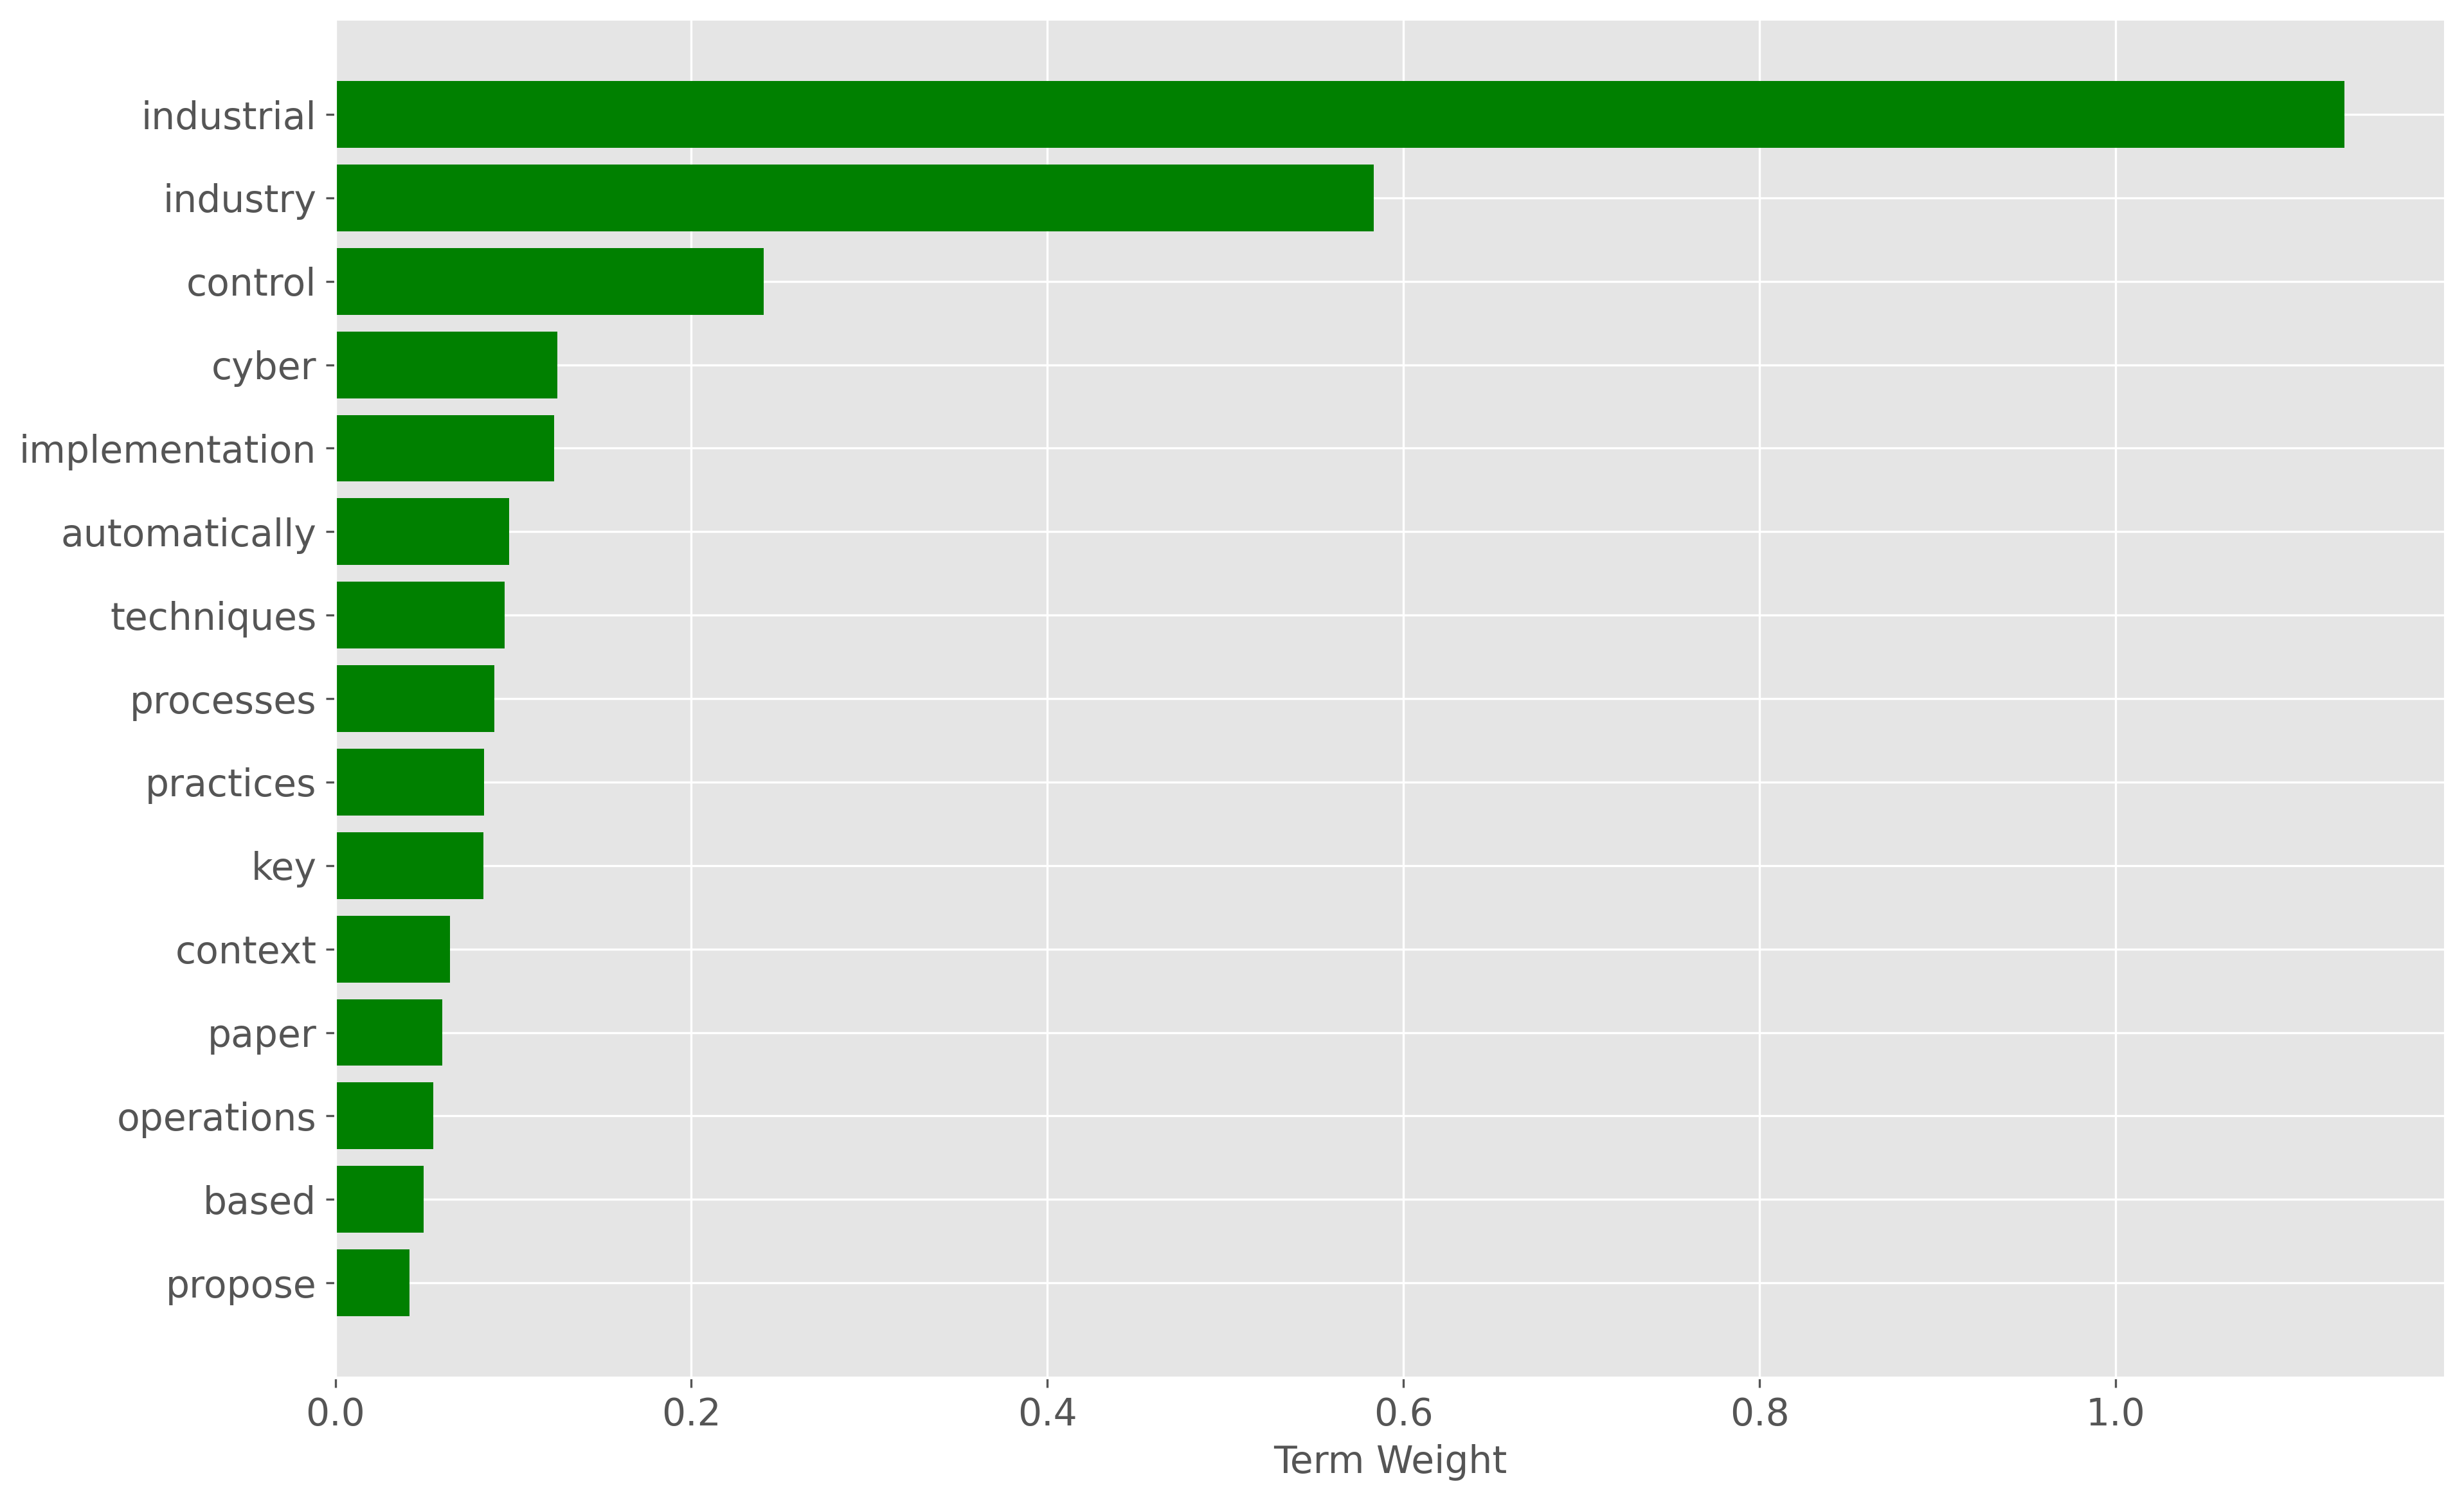 industrial
industry
control
cyber
implementation
automatically
techniques
processes
practices
key
context
paper
operations
based
propose
0.0 0.2 0.4 0.6 0.8 1.0
Term Weight